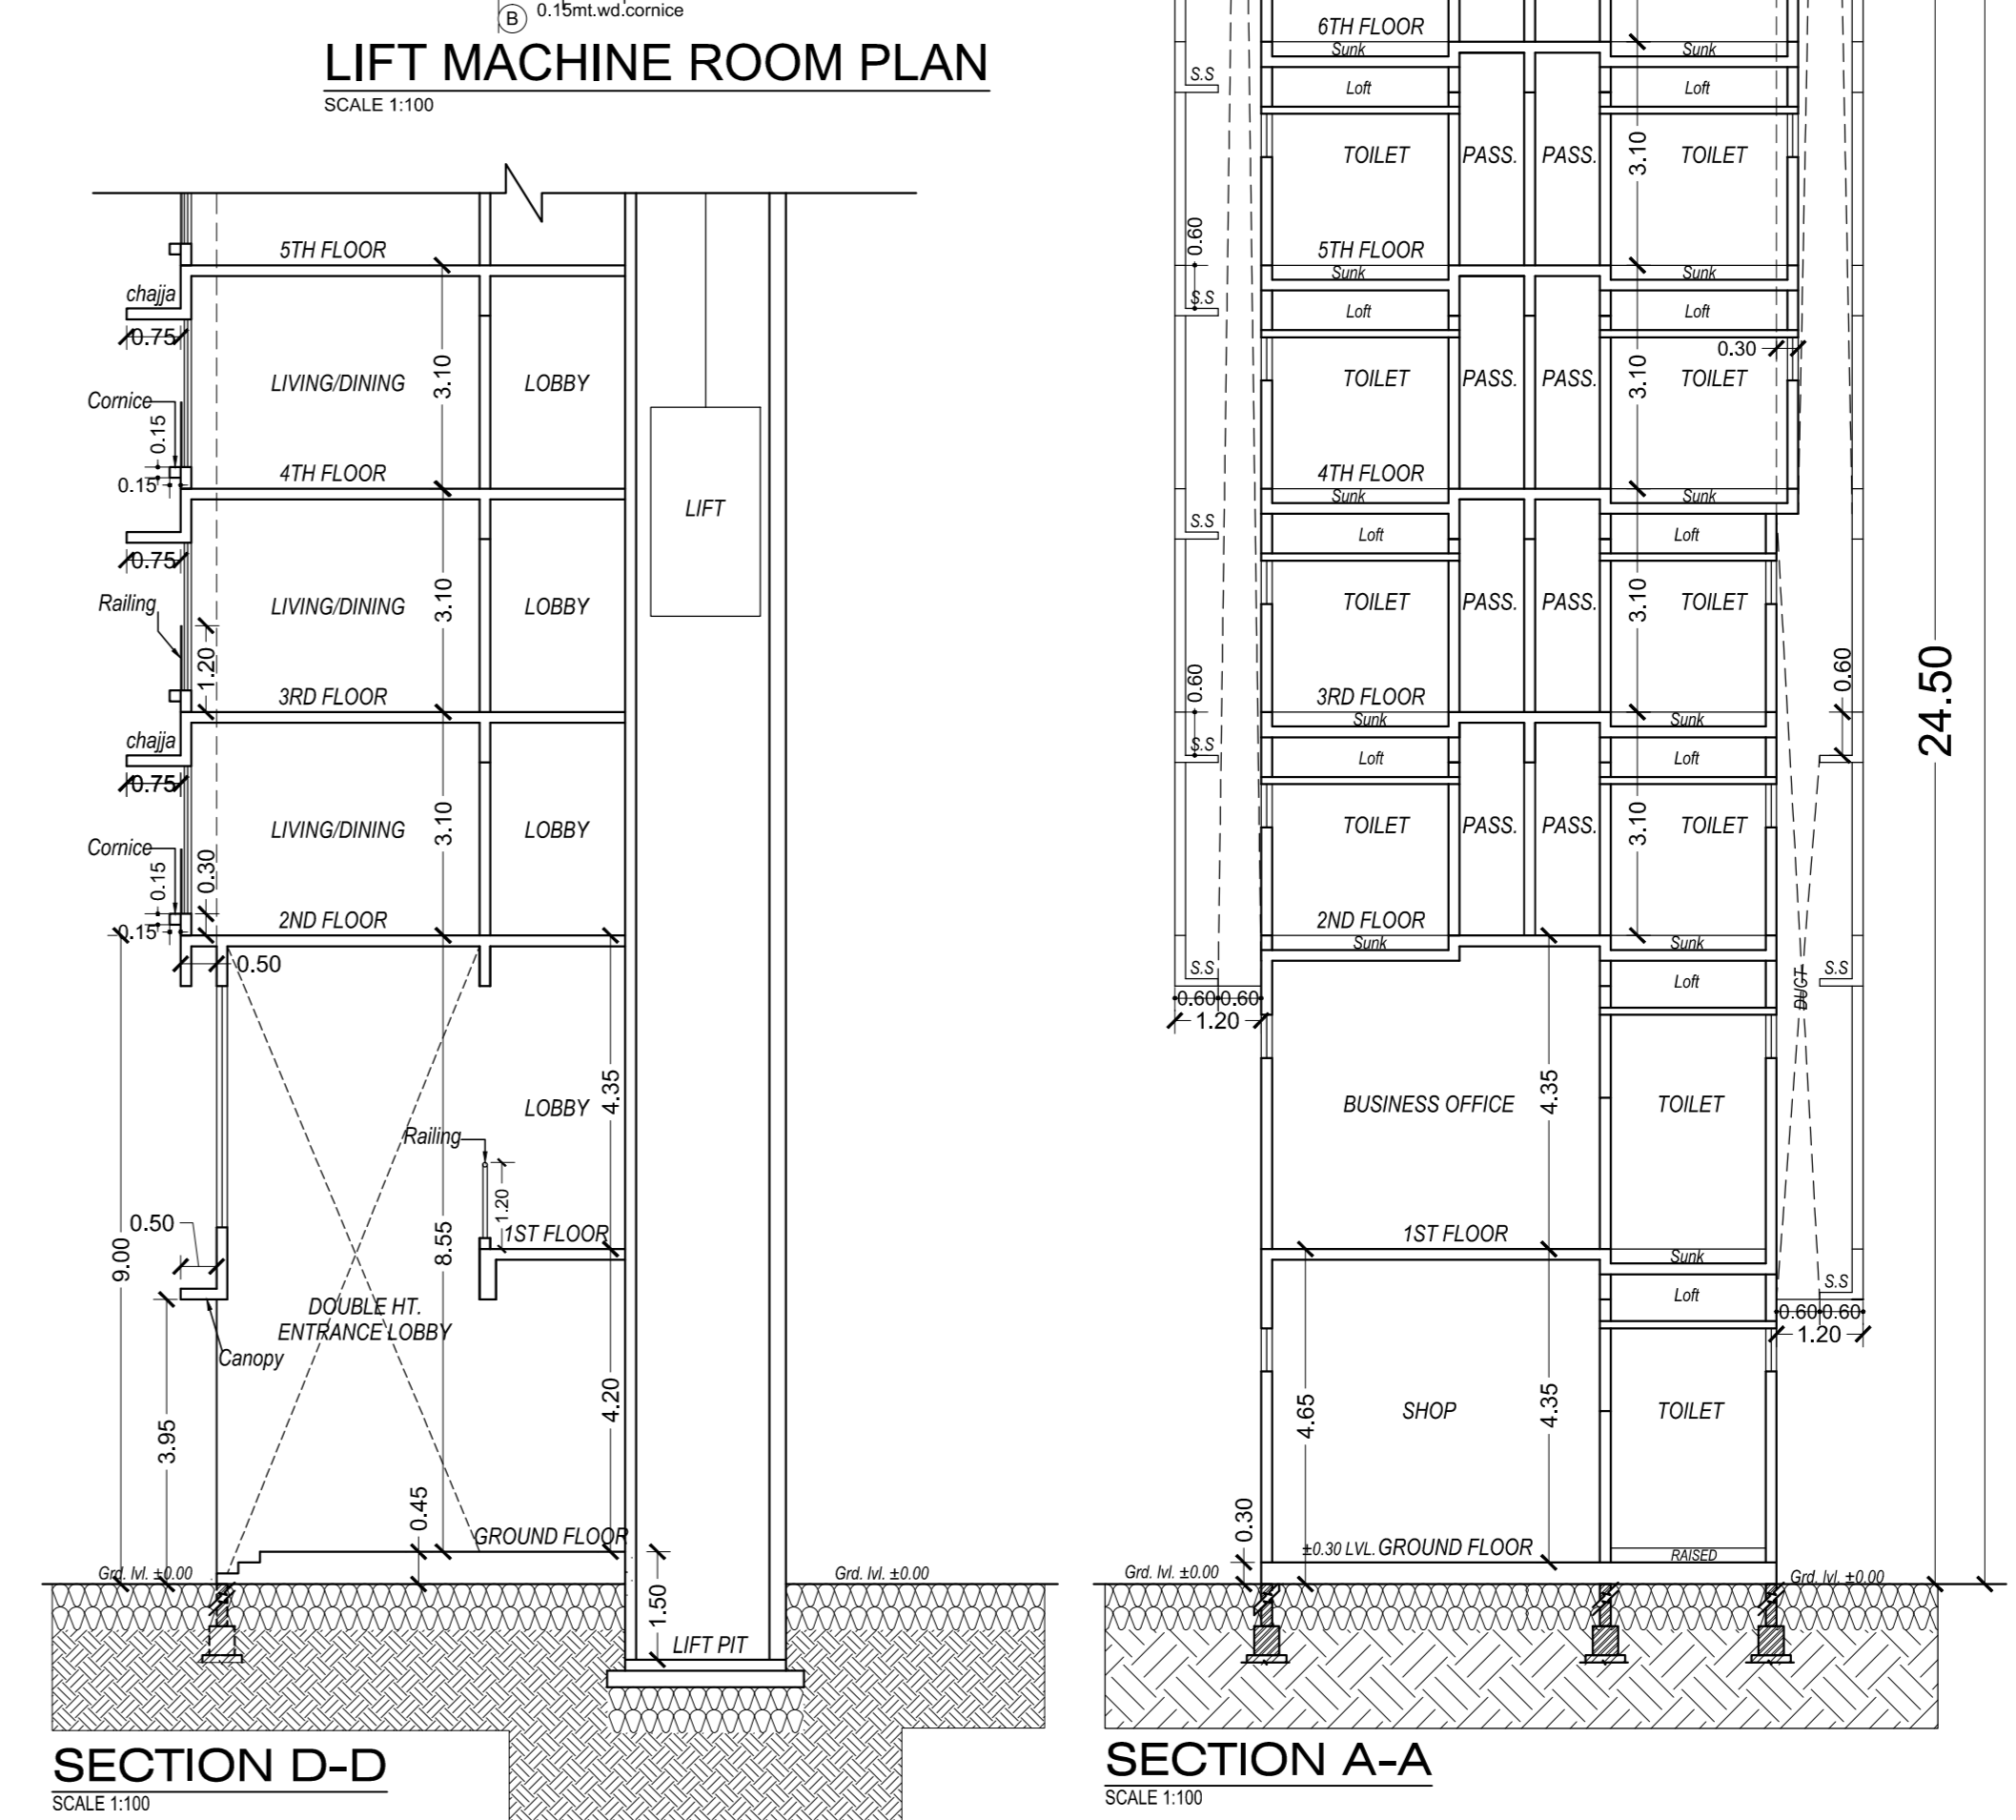 B
0.15mt.wd.cornice
LIFT MACHINE ROOM PLAN
SCALE 1:100
5TH FLOOR
chajja
0.75
LIVING/DINING
3.10
LOBBY
Cornice
0.15
0.15
4TH FLOOR
LIFT
0.75
Railing
LIVING/DINING
3.10
LOBBY
1.20
3RD FLOOR
chajja
0.75
LIVING/DINING
3.10
LOBBY
Cornice
0.15
0.30
0.15
2ND FLOOR
0.50
LOBBY
4.35
Railing
1.20
1ST FLOOR
0.50
9.00
8.55
DOUBLE HT.
ENTRANCE LOBBY
Canopy
3.95
4.20
0.45
GROUND FLOOR
Grd. lvl. ±0.00
Grd. lvl. ±0.00
1.50
LIFT PIT
SECTION D-D
SCALE 1:100
6TH FLOOR
Sunk
Sunk
S.S
Loft
Loft
TOILET
PASS.
PASS.
3.10
TOILET
0.60
5TH FLOOR
Sunk
Sunk
S.S
Loft
Loft
0.30
TOILET
PASS.
PASS.
3.10
TOILET
4TH FLOOR
Sunk
Sunk
S.S
Loft
Loft
TOILET
PASS.
PASS.
3.10
TOILET
0.60
0.60
24.50
3RD FLOOR
Sunk
Sunk
S.S
Loft
Loft
TOILET
PASS.
PASS.
3.10
TOILET
2ND FLOOR
Sunk
Sunk
S.S
Loft
DUCT
S.S
0.60
0.60
1.20
BUSINESS OFFICE
4.35
TOILET
1ST FLOOR
Sunk
Loft
S.S
0.60
0.60
1.20
4.65
SHOP
4.35
TOILET
0.30
±0.30 LVL. GROUND FLOOR
RAISED
Grd. lvl. ±0.00
Grd. lvl. ±0.00
SECTION A-A
SCALE 1:100